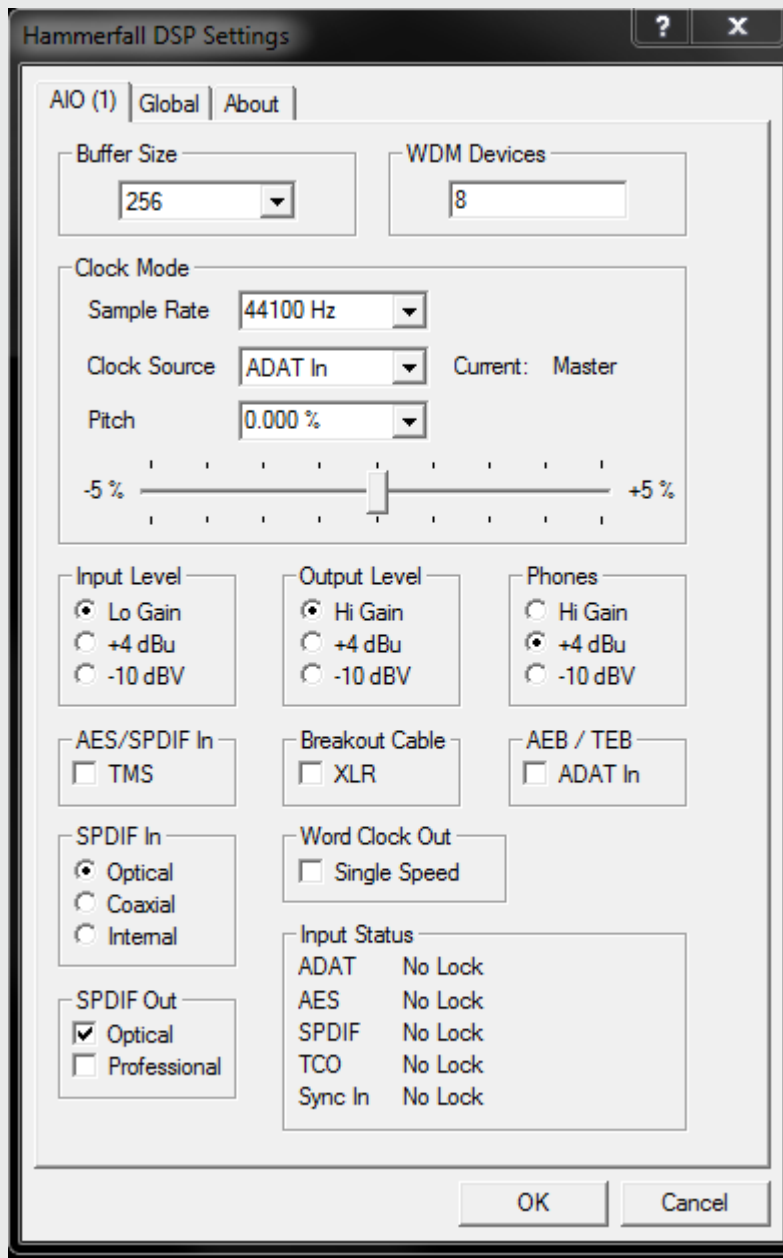 Hammerfall DSP Settings
? X
AIO (1) Global About
Buffer Size
256
WDM Devices
8
Clock Mode
Sample Rate 44100 Hz
Clock Source ADAT In Current: Master
Pitch 0.000 %
-5 % +5 %
Input Level
Lo Gain
+4 dBu
-10 dBV
Output Level
Hi Gain
+4 dBu
-10 dBV
Phones
Hi Gain
+4 dBu
-10 dBV
AES/SPDIF In
TMS
Breakout Cable
XLR
AEB / TEB
ADAT In
SPDIF In
Optical
Coaxial
Internal
Word Clock Out
Single Speed
SPDIF Out
Optical
Professional
Input Status
ADAT No Lock
AES No Lock
SPDIF No Lock
TCO No Lock
Sync In No Lock
OK Cancel